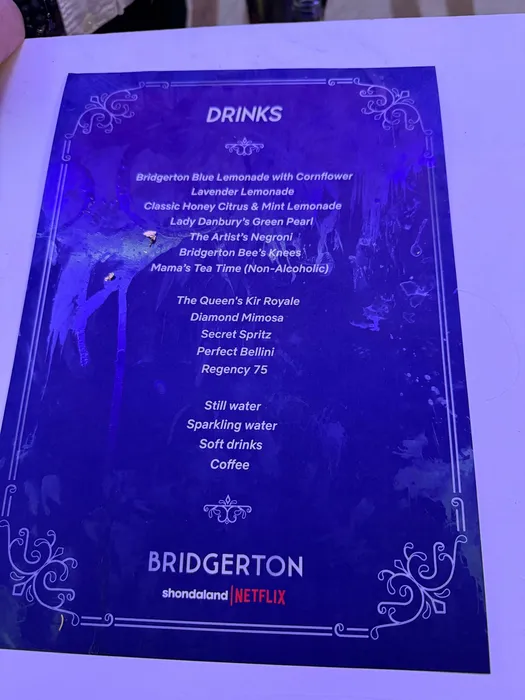 DRINKS
Bridgerton Blue Lemonade with Cornflower
Lavender Lemonade
Classic Honey Citrus & Mint Lemonade
Lady Danbury's Green Pearl
The Artist's Negroni
Bridgerton Bee's Knees
Mama's Tea Time (Non-Alcoholic)
The Queen's Kir Royale
Diamond Mimosa
Secret Spritz
Perfect Bellini
Regency 75
Still water
Sparkling water
Soft drinks
Coffee
BRIDGERTON
shondaland|NETFLIX